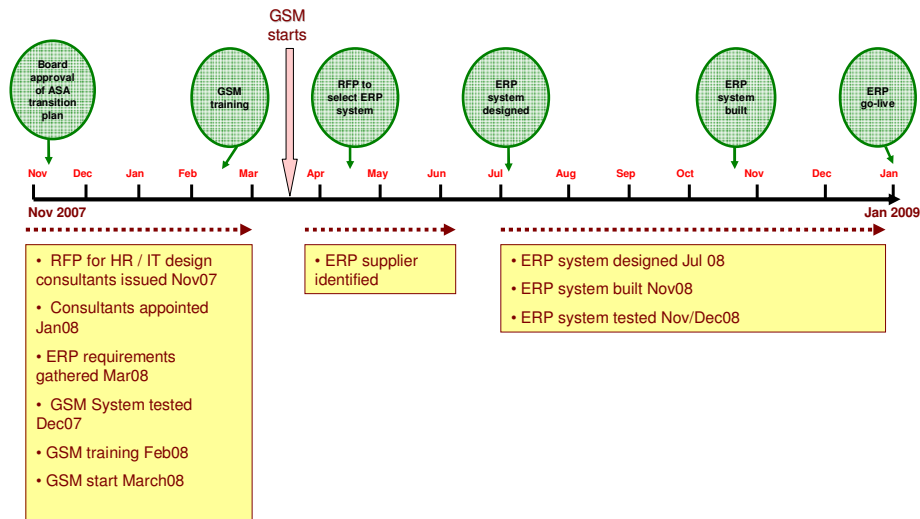 GSM
starts
Board
approval
of ASA
transition
plan
GSM
training
RFP to
select ERP
system
ERP
system
designed
ERP
system
built
ERP
go-live
Nov Dec Jan Feb Mar Apr May Jun Jul Aug Sep Oct Nov Dec Jan
Nov 2007
Jan 2009
• RFP for HR / IT design
consultants issued Nov07
• Consultants appointed
Jan08
• ERP requirements
gathered Mar08
• GSM System tested
Dec07
• GSM training Feb08
• GSM start March08
• ERP supplier
identified
• ERP system designed Jul 08
• ERP system built Nov08
• ERP system tested Nov/Dec08